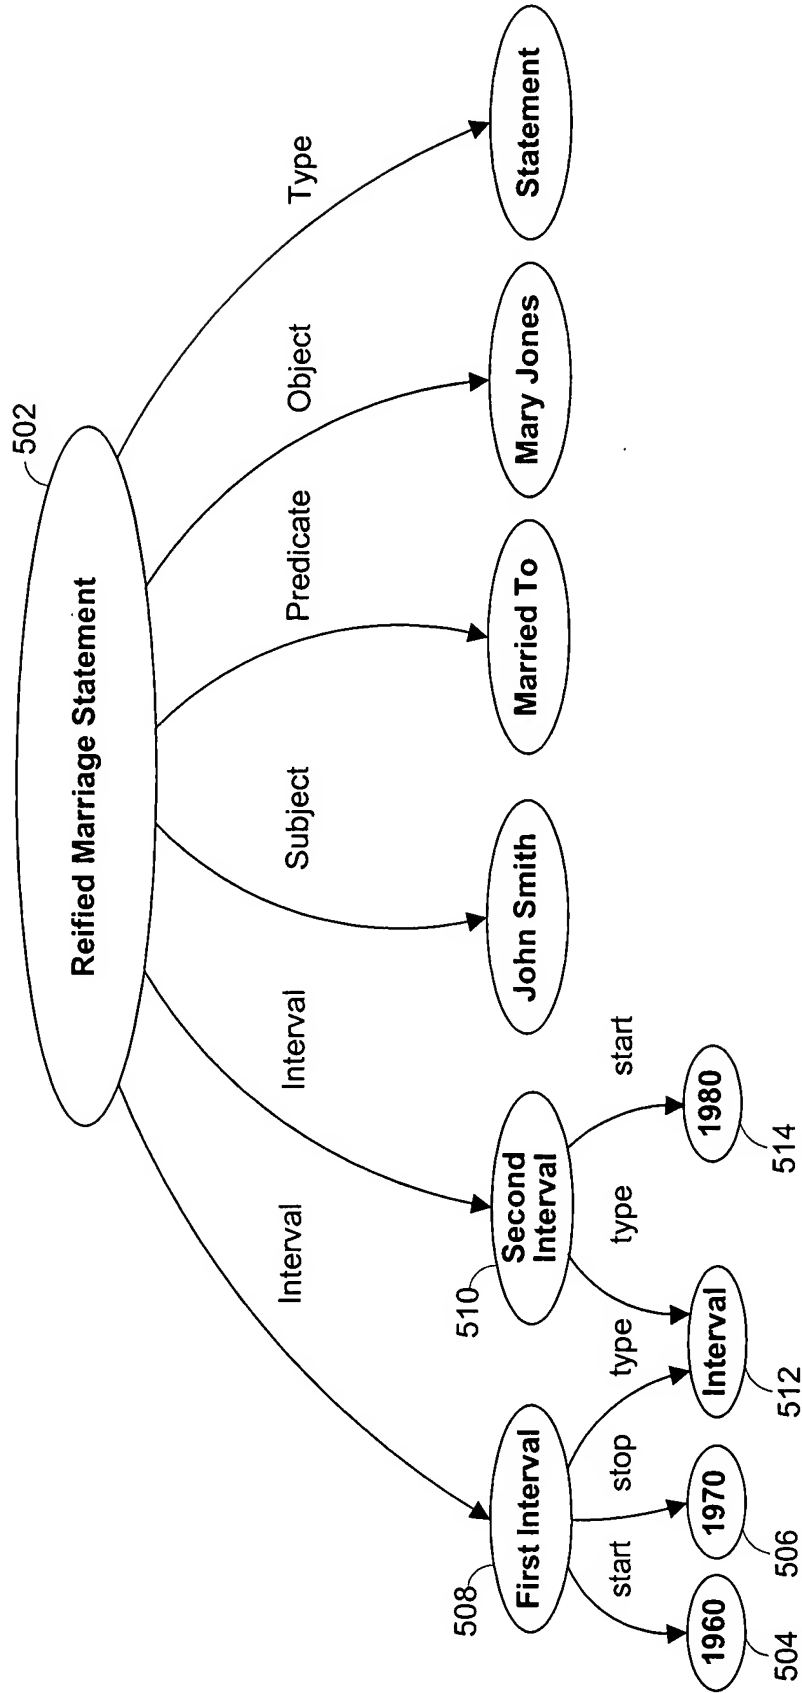 502
Reified Marriage Statement
Interval
Interval
Subject
Predicate
Object
Type
508
First Interval
510
Second
Interval
John Smith
Married To
Mary Jones
Statement
start
stop
type
type
start
1960
1970
Interval
1980
504
506
512
514